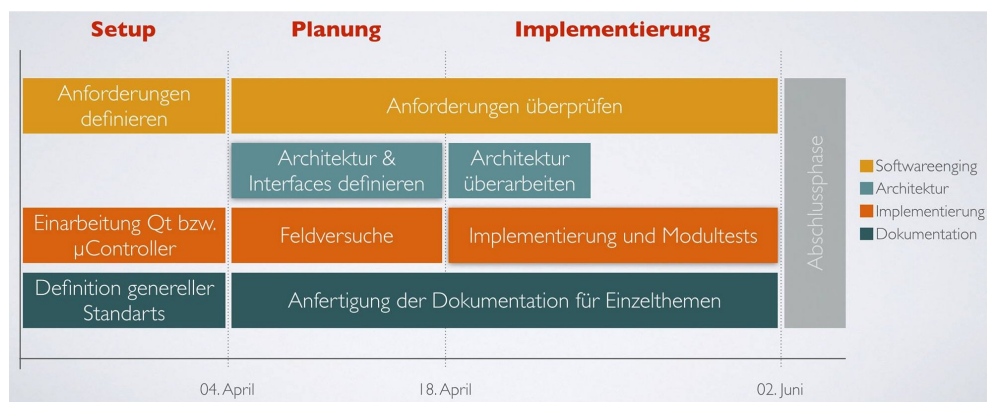 Setup
Planung
Implementierung
Anforderungen
definieren
Anforderungen überprüfen
Architektur &
Interfaces definieren
Architektur
überarbeiten
Einarbeitung Qt bzw.
µController
Feldversuche
Implementierung und Modultests
Definition genereller
Standarts
Anfertigung der Dokumentation für Einzelthemen
Abschlussphase
Softwareenging
Architektur
Implementierung
Dokumentation
04. April
18. April
02. Juni